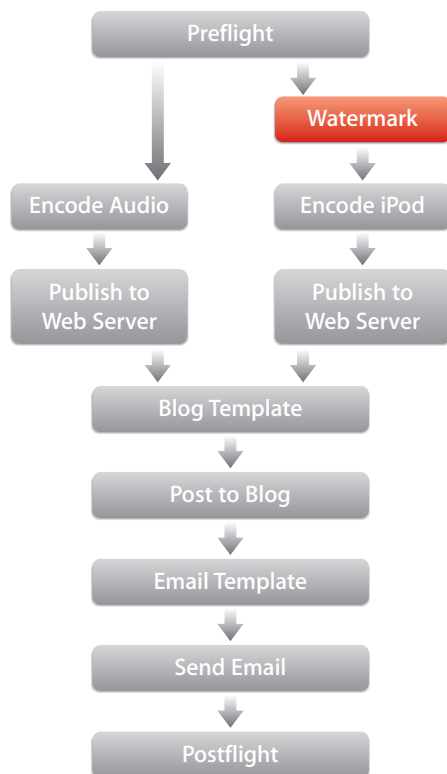 Preflight
Watermark
Encode Audio
Encode iPod
Publish to
Web Server
Publish to
Web Server
Blog Template
Post to Blog
Email Template
Send Email
Postflight